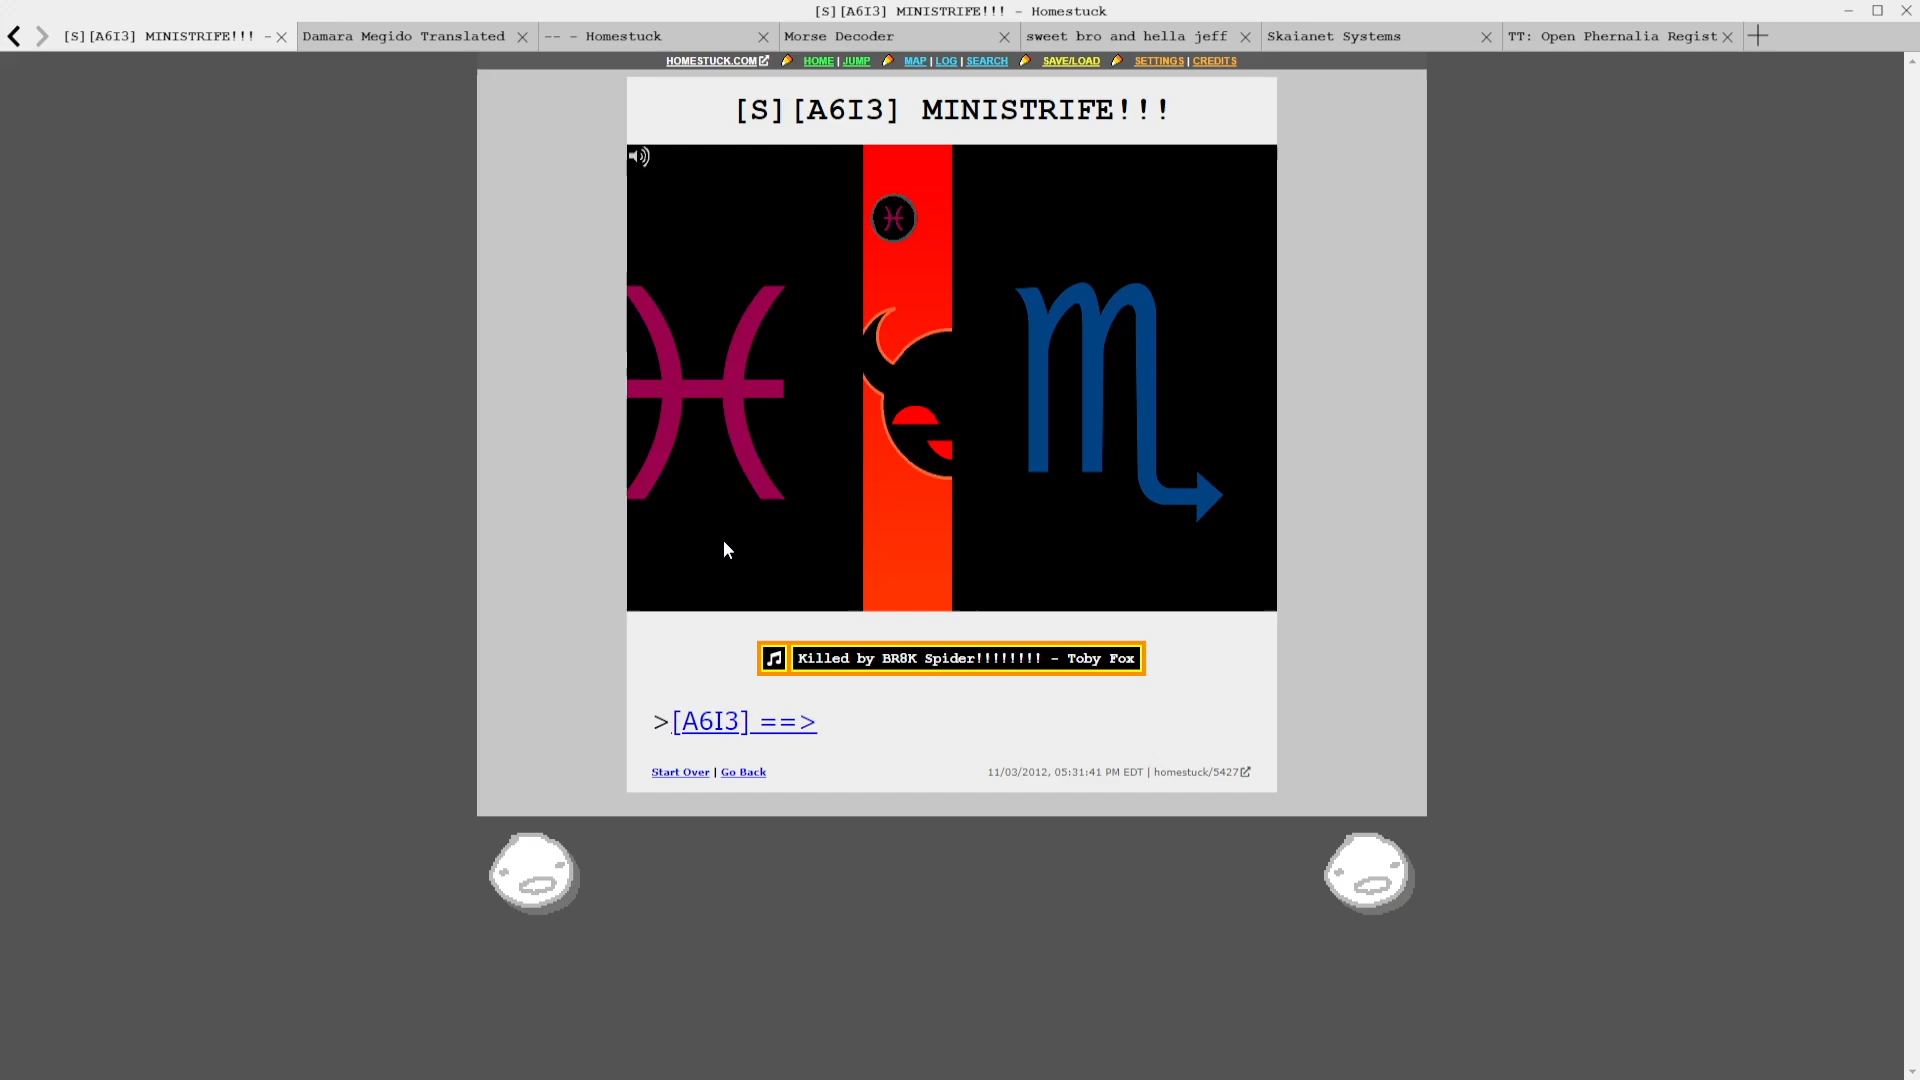 [S][A6I3] MINISTRIFE!!! - Homestuck
[S][A6I3] MINISTRIFE!!! -
Damara Megido Translated
-- - Homestuck
Morse Decoder
sweet bro and hella jeff
Skaianet Systems
TT: Open Phernalia Regist
HOMESTUCK.COM HOME | JUMP MAP | LOG | SEARCH SAVE/LOAD SETTINGS | CREDITS
[S][A6I3] MINISTRIFE!!!
Killed by BR8K Spider!!!!!!!! - Toby Fox
>[A6I3] ==>
Start Over | Go Back
11/03/2012, 05:31:41 PM EDT | homestuck/5427